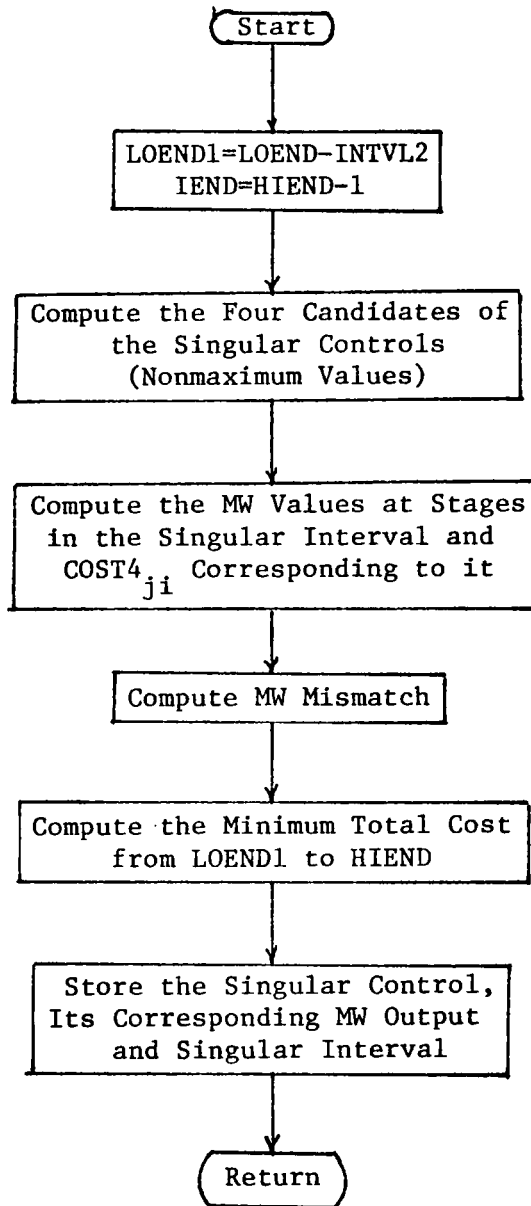 Start
LOEND1=LOEND-INTVL2
IEND=HIEND-1
Compute the Four Candidates of
the Singular Controls
(Nonmaximum Values)
Compute the MW Values at Stages
in the Singular Interval and
COST4ji Corresponding to it
Compute MW Mismatch
Compute the Minimum Total Cost
from LOEND1 to HIEND
Store the Singular Control,
Its Corresponding MW Output
and Singular Interval
Return